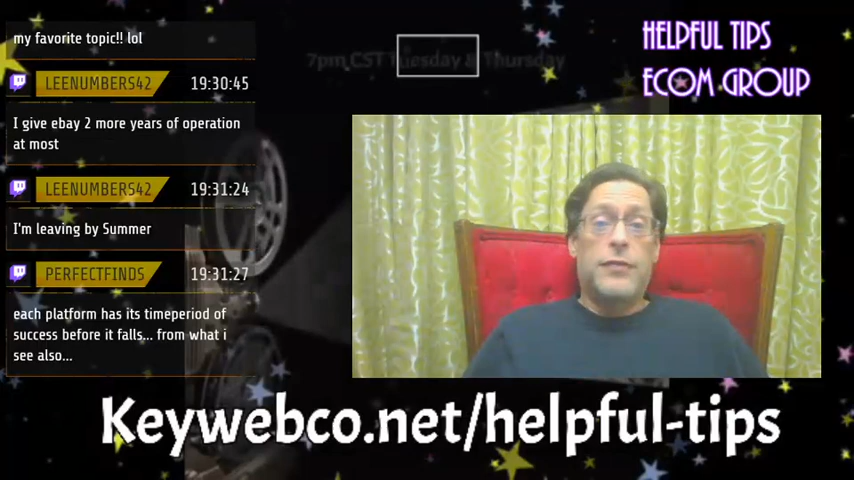 my favorite topic!! lol
LEENUMBERS42 19:30:45
I give ebay 2 more years of operation
at most
LEENUMBERS42 19:31:24
I'm leaving by Summer
PERFECTFINDS 19:31:27
each platform has its timeperiod of
success before it falls... from what i
see also...
7pm CST Tuesday & Thursday
HELPFUL TIPS
ECOM GROUP
Keywebco.net/helpful-tips